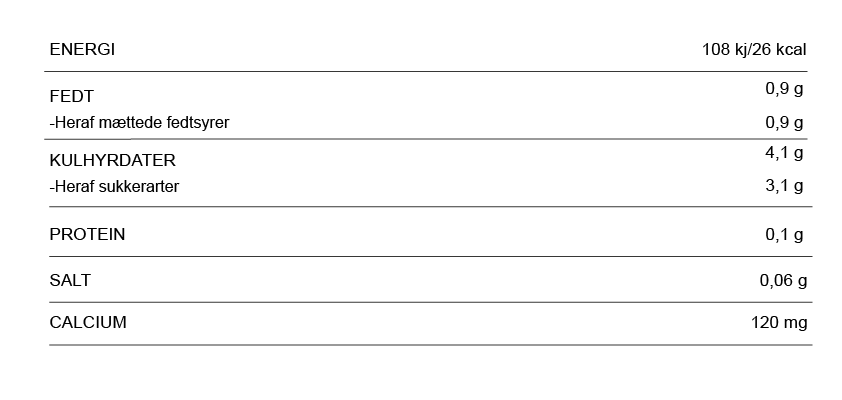 ENERGI 108 kj/26 kcal
FEDT 0,9 g
-Heraf mættede fedtsyrer 0,9 g
KULHYRDATER 4,1 g
-Heraf sukkerarter 3,1 g
PROTEIN 0,1 g
SALT 0,06 g
CALCIUM 120 mg